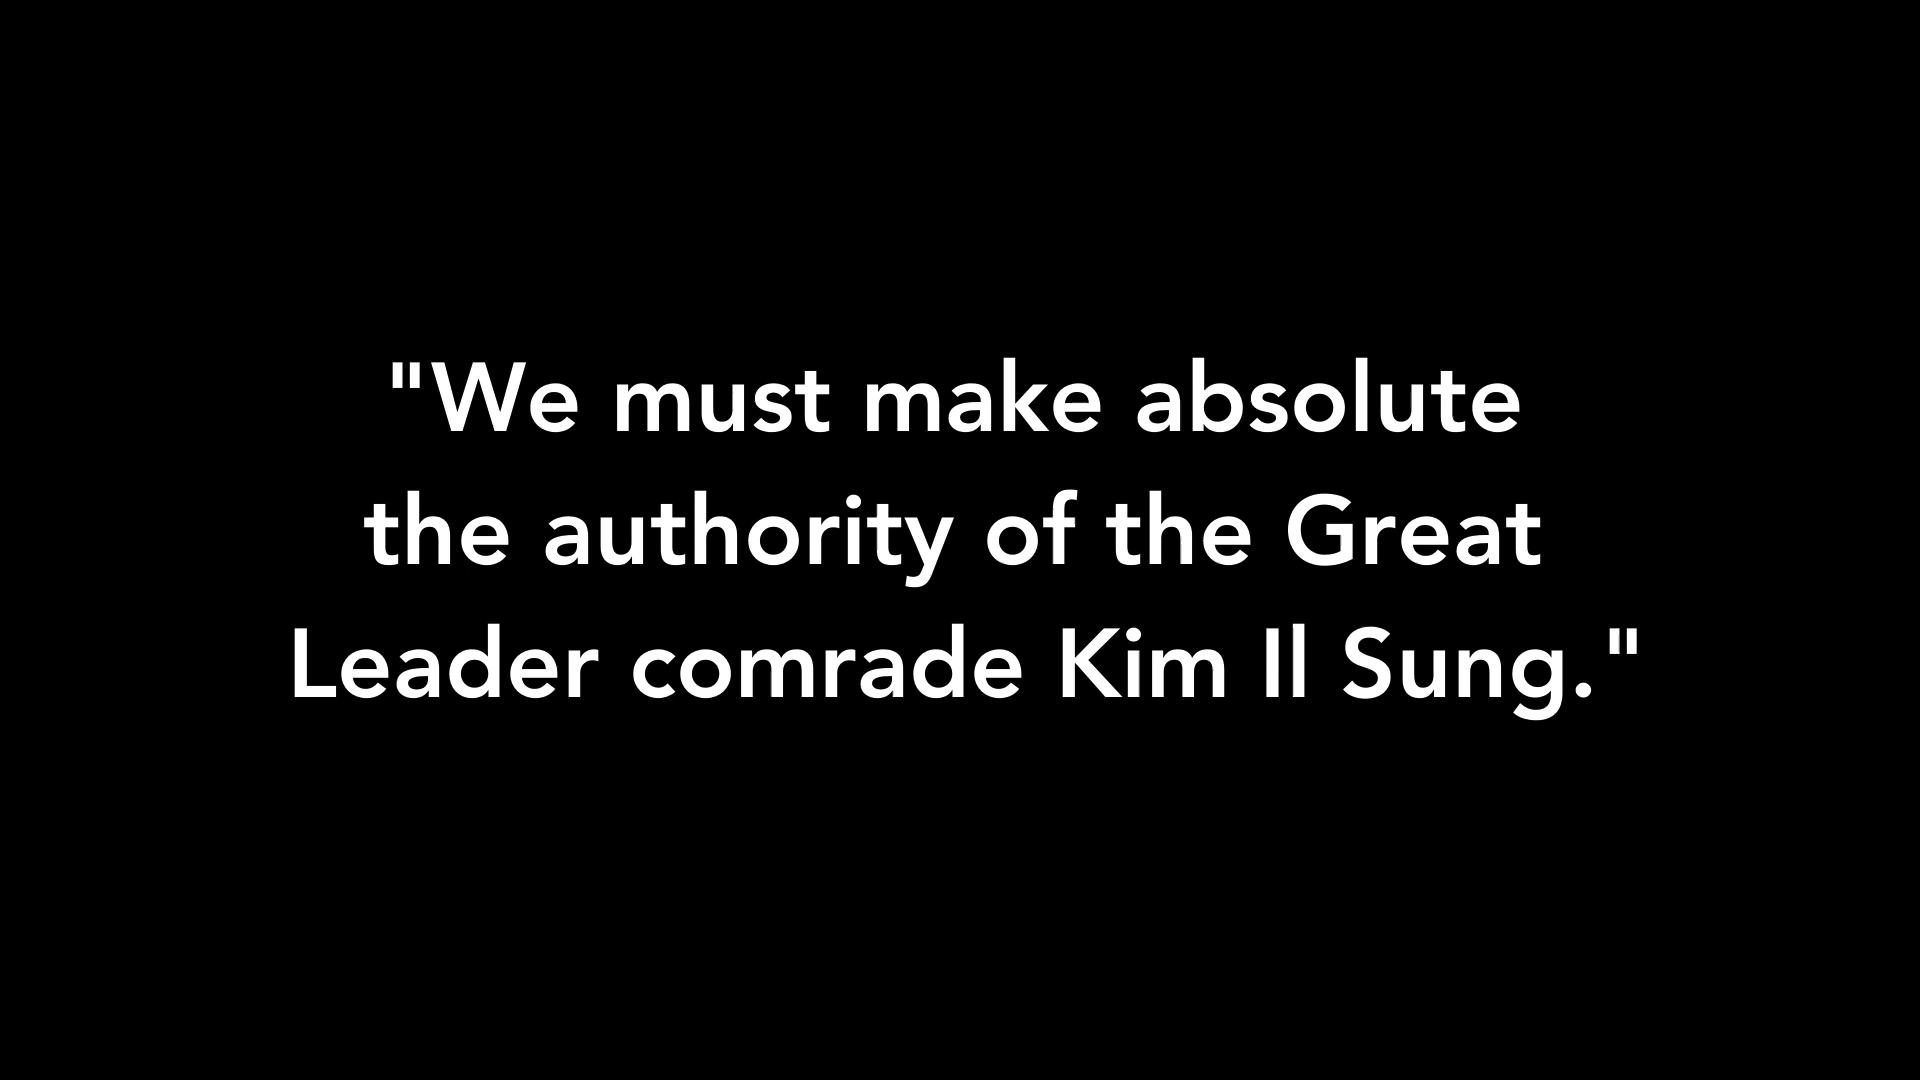 "We must make absolute
the authority of the Great
Leader comrade Kim Il Sung."